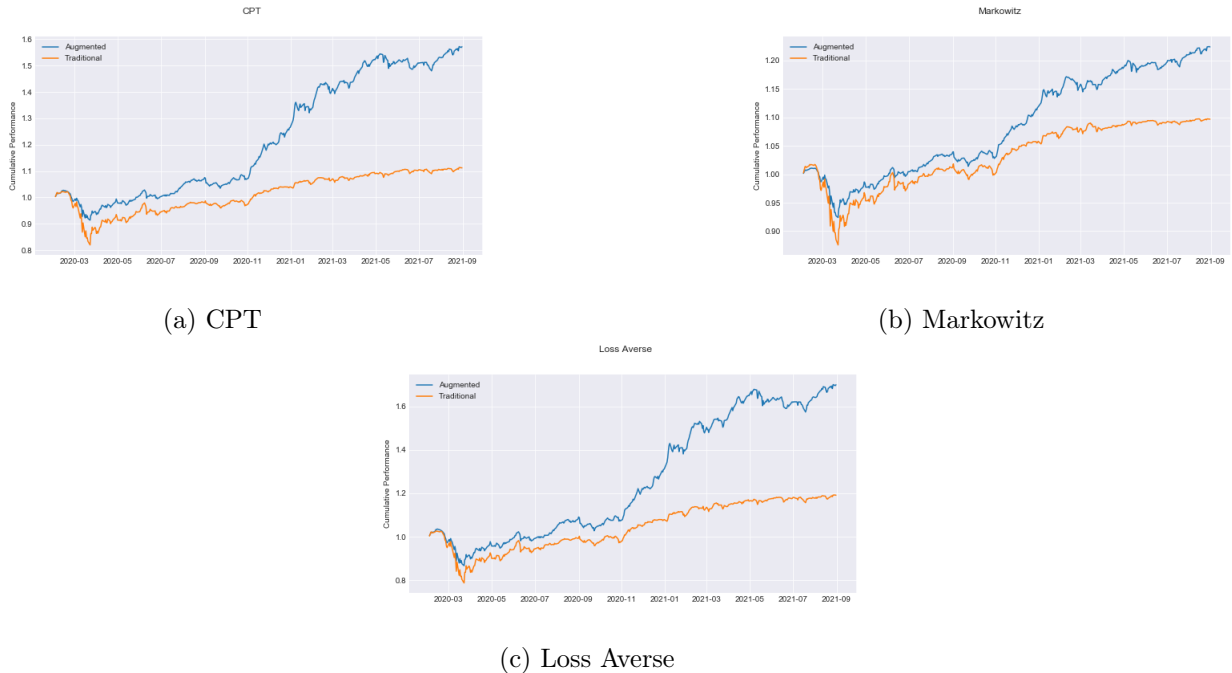 CPT
Augmented
Traditional
Cumulative Performance
1.6
1.5
1.4
1.3
1.2
1.1
1.0
0.9
0.8
2020-03 2020-05 2020-07 2020-09 2020-11 2021-01 2021-03 2021-05 2021-07 2021-09
(a) CPT
Markowitz
Augmented
Traditional
Cumulative Performance
1.20
1.15
1.10
1.05
1.00
0.95
0.90
2020-03 2020-05 2020-07 2020-09 2020-11 2021-01 2021-03 2021-05 2021-07 2021-09
(b) Markowitz
Loss Averse
Augmented
Traditional
Cumulative Performance
1.6
1.4
1.2
1.0
0.8
2020-03 2020-05 2020-07 2020-09 2020-11 2021-01 2021-03 2021-05 2021-07 2021-09
(c) Loss Averse